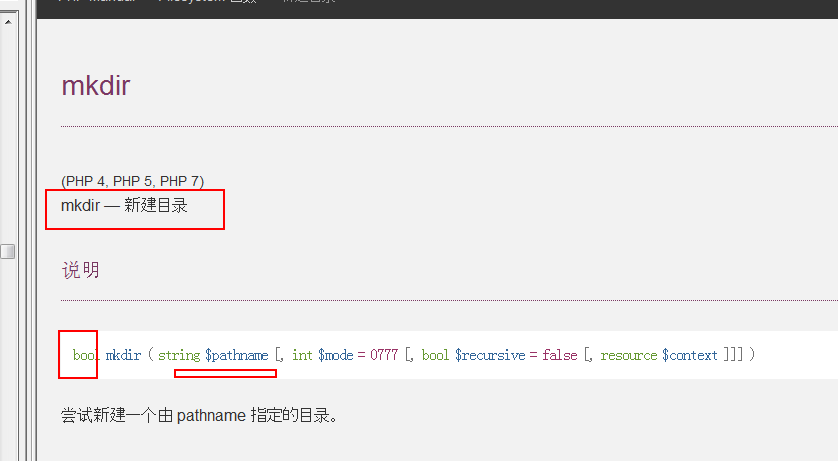 mkdir
(PHP 4, PHP 5, PHP 7)
mkdir — 新建目录
说明
bool mkdir ( string $pathname [, int $mode = 0777 [, bool $recursive = false [, resource $context ]]] )
尝试新建一个由 pathname 指定的目录。